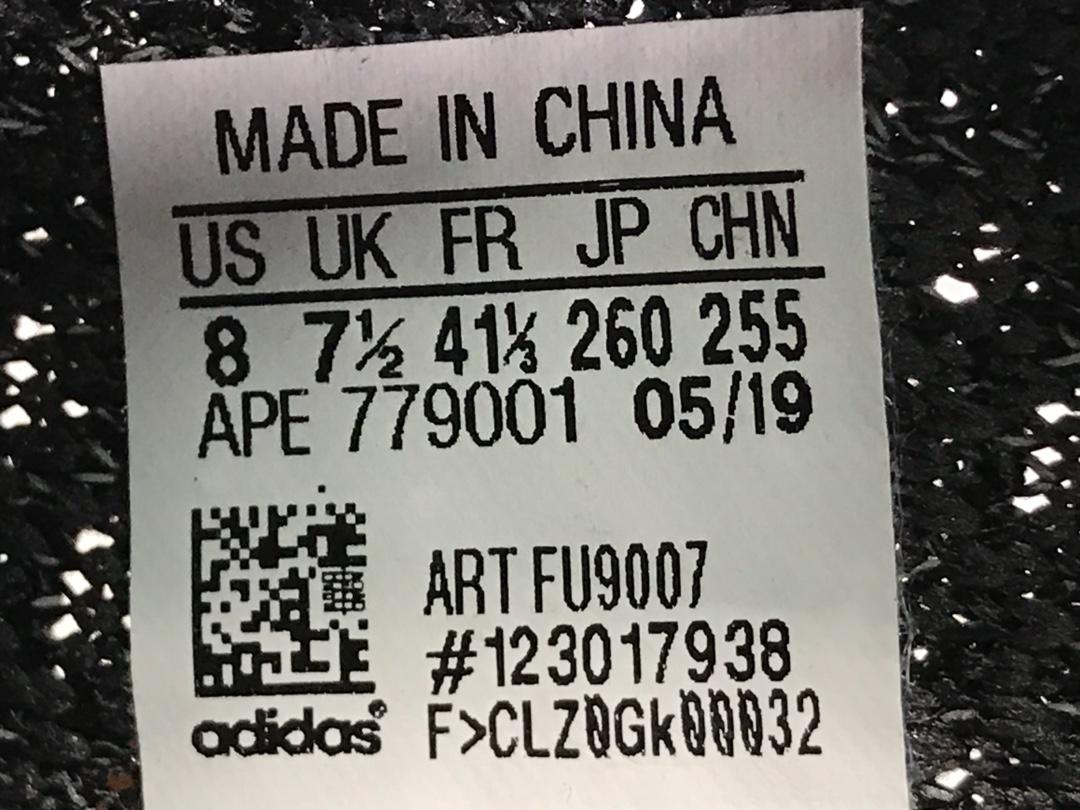 MADE IN CHINA
US UK FR JP CHN
8 7½ 41⅓ 260 255
APE 779001 05/19
ART FU9007
#123017938
F>CLZ0Gk00032
adidas®